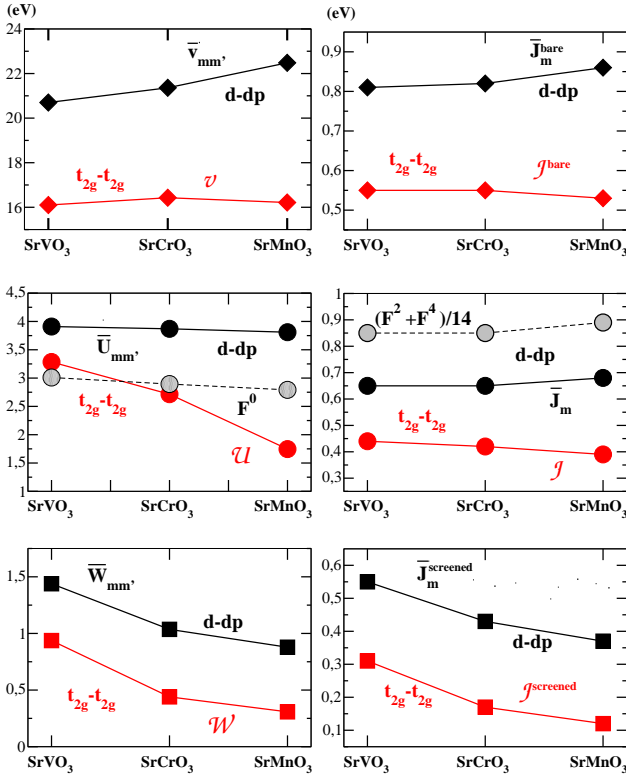 (eV)
24
22
20
18
16
v̄mm'
d-dp
t2g-t2g
v
SrVO3
SrCrO3
SrMnO3
(eV)
0,9
0,8
0,7
0,6
0,5
J̄m^bare
d-dp
t2g-t2g
𝒥^bare
SrVO3
SrCrO3
SrMnO3
4,5
4
3,5
3
2,5
2
1,5
1
Ūmm'
d-dp
t2g-t2g
F^0
𝒰
SrVO3
SrCrO3
SrMnO3
1
0,9
0,8
0,7
0,6
0,5
0,4
0,3
(F^2+F^4)/14
d-dp
J̄m
t2g-t2g
𝒥
SrVO3
SrCrO3
SrMnO3
1,5
1
0,5
0
W̄mm'
d-dp
t2g-t2g
𝒲
SrVO3
SrCrO3
SrMnO3
0,6
0,5
0,4
0,3
0,2
0,1
J̄m^screened
d-dp
t2g-t2g
𝒥^screened
SrVO3
SrCrO3
SrMnO3